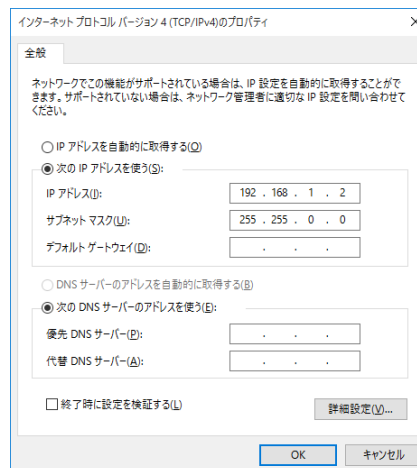 インターネット プロトコル バージョン 4 (TCP/IPv4)のプロパティ
全般
ネットワークでこの機能がサポートされている場合は、IP 設定を自動的に取得することがで
きます。サポートされていない場合は、ネットワーク管理者に適切な IP 設定を問い合わせて
ください。
IP アドレスを自動的に取得する(O)
次の IP アドレスを使う(S):
IP アドレス(I): 192 . 168 . 1 . 2
サブネット マスク(U): 255 . 255 . 0 . 0
デフォルト ゲートウェイ(D): . . .
DNS サーバーのアドレスを自動的に取得する(B)
次の DNS サーバーのアドレスを使う(E):
優先 DNS サーバー(P): . . .
代替 DNS サーバー(A): . . .
終了時に設定を検証する(L)
詳細設定(V)...
OK キャンセル